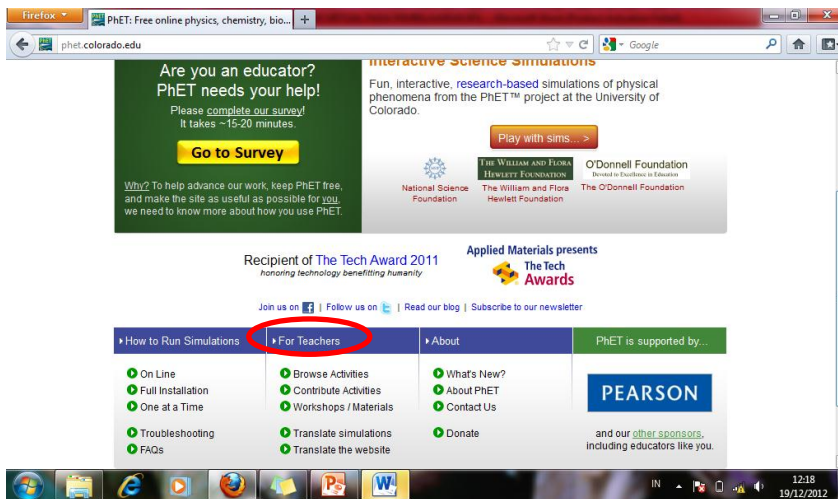 Firefox
PhET: Free online physics, chemistry, bio...
phet.colorado.edu
Google
Are you an educator?
PhET needs your help!
Please complete our survey!
It takes ~15-20 minutes.
Go to Survey
Why? To help advance our work, keep PhET free,
and make the site as useful as possible for you,
we need to know more about how you use PhET.
Interactive Science Simulations
Fun, interactive, research-based simulations of physical
phenomena from the PhET™ project at the University of
Colorado.
Play with sims... >
National Science
Foundation
THE WILLIAM AND FLORA
HEWLETT FOUNDATION
The William and Flora
Hewlett Foundation
O'Donnell Foundation
Devoted to Excellence in Education
The O'Donnell Foundation
Recipient of The Tech Award 2011
honoring technology benefitting humanity
Applied Materials presents
The Tech
Awards
Join us on f | Follow us on t | Read our blog | Subscribe to our newsletter
How to Run Simulations
On Line
Full Installation
One at a Time
Troubleshooting
FAQs
For Teachers
Browse Activities
Contribute Activities
Workshops / Materials
Translate simulations
Translate the website
About
What's New?
About PhET
Contact Us
Donate
PhET is supported by...
PEARSON
and our other sponsors,
including educators like you.
IN
12:18
19/12/2012